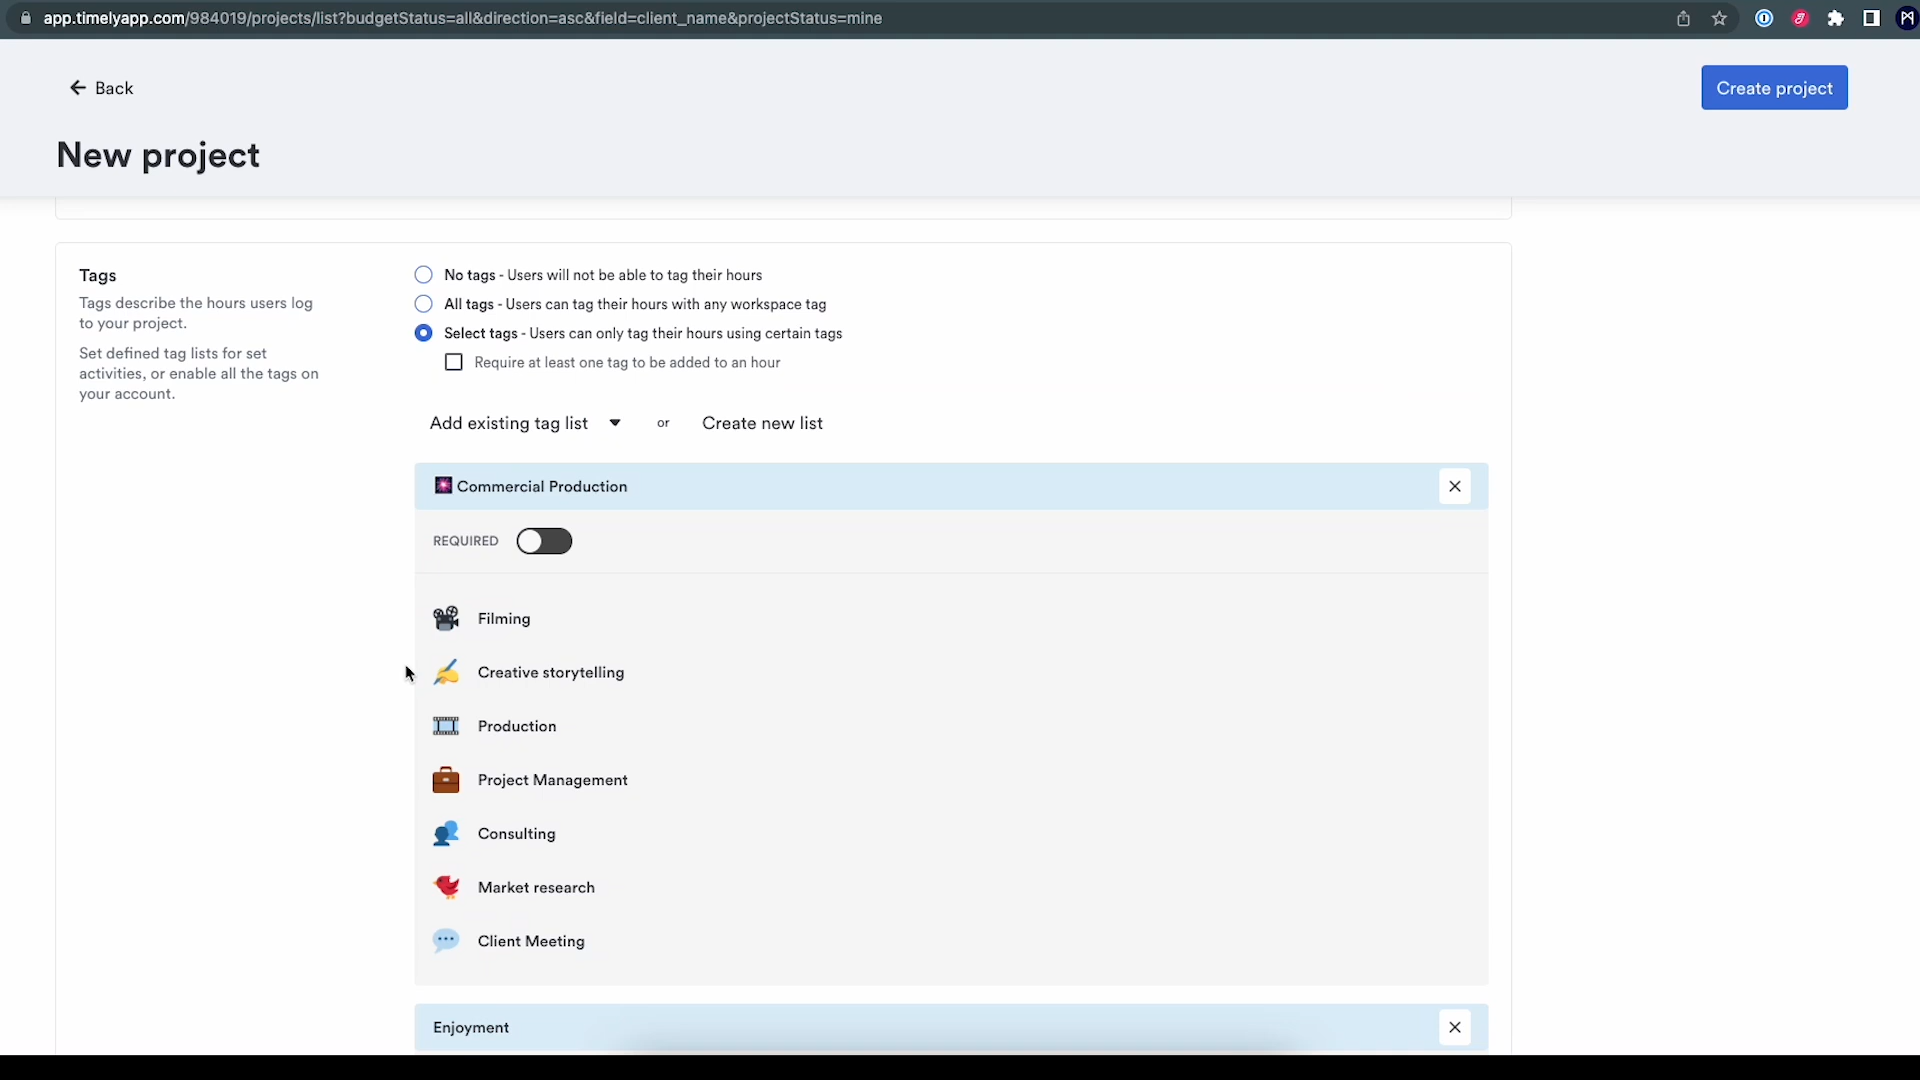 app.timelyapp.com/984019/projects/list?budgetStatus=all&direction=asc&field=client_name&projectStatus=mine
Back
Create project
New project
Tags
Tags describe the hours users log
to your project.
Set defined tag lists for set
activities, or enable all the tags on
your account.
No tags - Users will not be able to tag their hours
All tags - Users can tag their hours with any workspace tag
Select tags - Users can only tag their hours using certain tags
Require at least one tag to be added to an hour
Add existing tag list or Create new list
Commercial Production
REQUIRED
Filming
Creative storytelling
Production
Project Management
Consulting
Market research
Client Meeting
Enjoyment